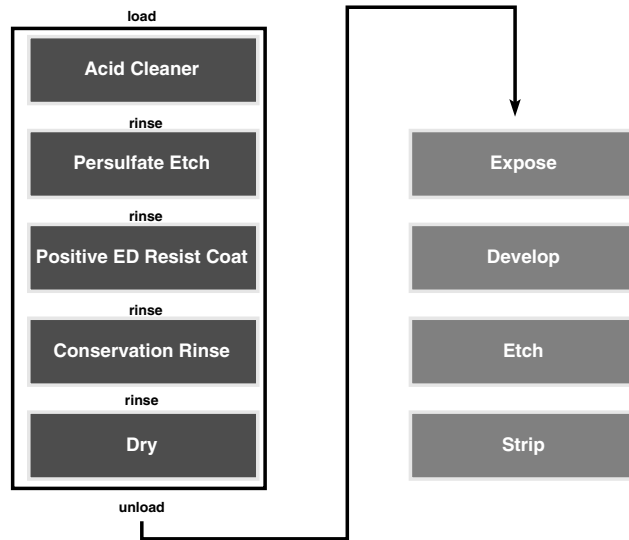 load
Acid Cleaner
rinse
Persulfate Etch
rinse
Positive ED Resist Coat
rinse
Conservation Rinse
rinse
Dry
unload
Expose
Develop
Etch
Strip